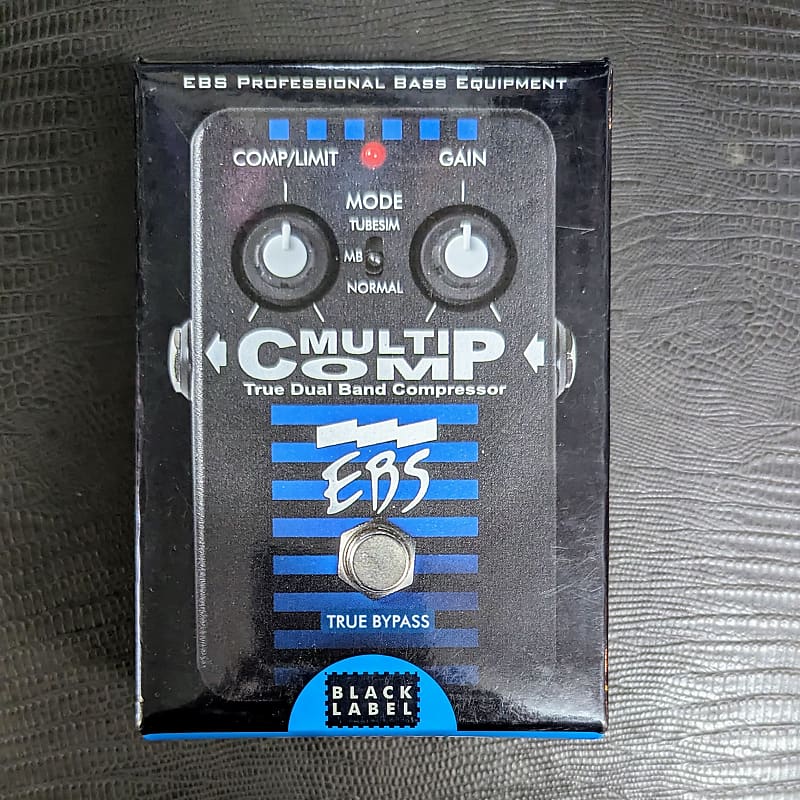 EBS PROFESSIONAL BASS EQUIPMENT
COMP/LIMIT GAIN
MODE
TUBESIM
MB
NORMAL
MULTI COMP
True Dual Band Compressor
EBS
TRUE BYPASS
BLACK
LABEL